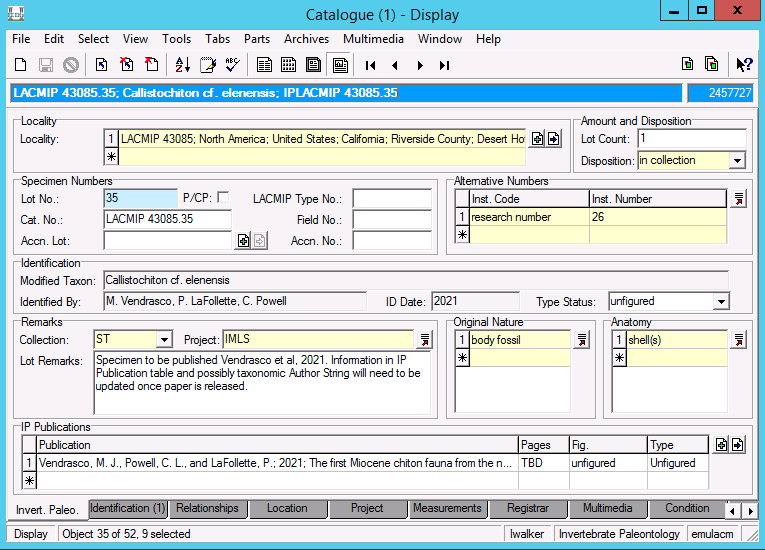 Catalogue (1) - Display
File Edit Select View Tools Tabs Parts Archives Multimedia Window Help
LACMIP 43085.35; Callistochiton cf. elenensis; IPLACMIP 43085.35 2457727
Locality
Locality: 1 LACMIP 43085; North America; United States; California; Riverside County; Desert Ho
Amount and Disposition
Lot Count: 1
Disposition: in collection
Specimen Numbers
Lot No.: 35 P/CP: LACMIP Type No.:
Cat. No.: LACMIP 43085.35 Field No.:
Accn. Lot: Accn. No.:
Alternative Numbers
Inst. Code Inst. Number
1 research number 26
Identification
Modified Taxon: Callistochiton cf. elenensis
Identified By: M. Vendrasco, P. LaFollette, C. Powell ID Date: 2021 Type Status: unfigured
Remarks
Collection: ST Project: IMLS
Lot Remarks: Specimen to be published Vendrasco et al, 2021. Information in IP
Publication table and possibly taxonomic Author String will need to be
updated once paper is released.
Original Nature
1 body fossil
Anatomy
1 shell(s)
IP Publications
Publication Pages Fig. Type
1 Vendrasco, M. J., Powell, C. L., and LaFollette, P.; 2021; The first Miocene chiton fauna from the n... TBD unfigured Unfigured
Invert. Paleo. Identification (1) Relationships Location Project Measurements Registrar Multimedia Condition
Display Object 35 of 52, 9 selected lwalker Invertebrate Paleontology emulacm